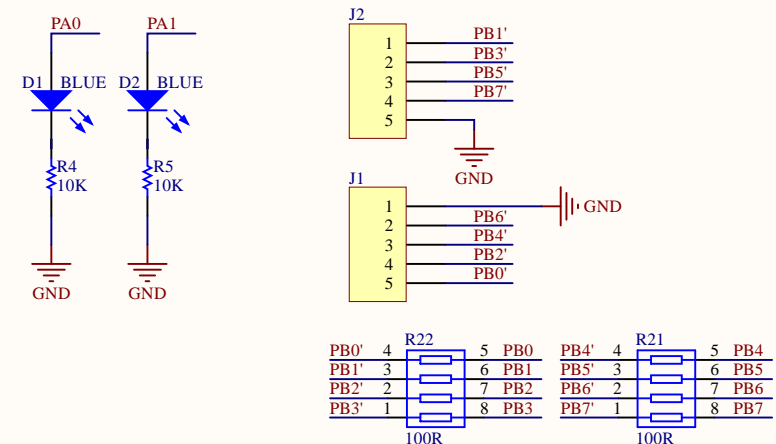 PA0 PA1
D1 BLUE D2 BLUE
R4 R5
10K 10K
GND GND
J2
1 PB1'
2 PB3'
3 PB5'
4 PB7'
5
GND
J1
1 GND
2 PB6'
3 PB4'
4 PB2'
5 PB0'
R22 R21
PB0' 4 5 PB0 PB4' 4 5 PB4
PB1' 3 6 PB1 PB5' 3 6 PB5
PB2' 2 7 PB2 PB6' 2 7 PB6
PB3' 1 8 PB3 PB7' 1 8 PB7
100R 100R